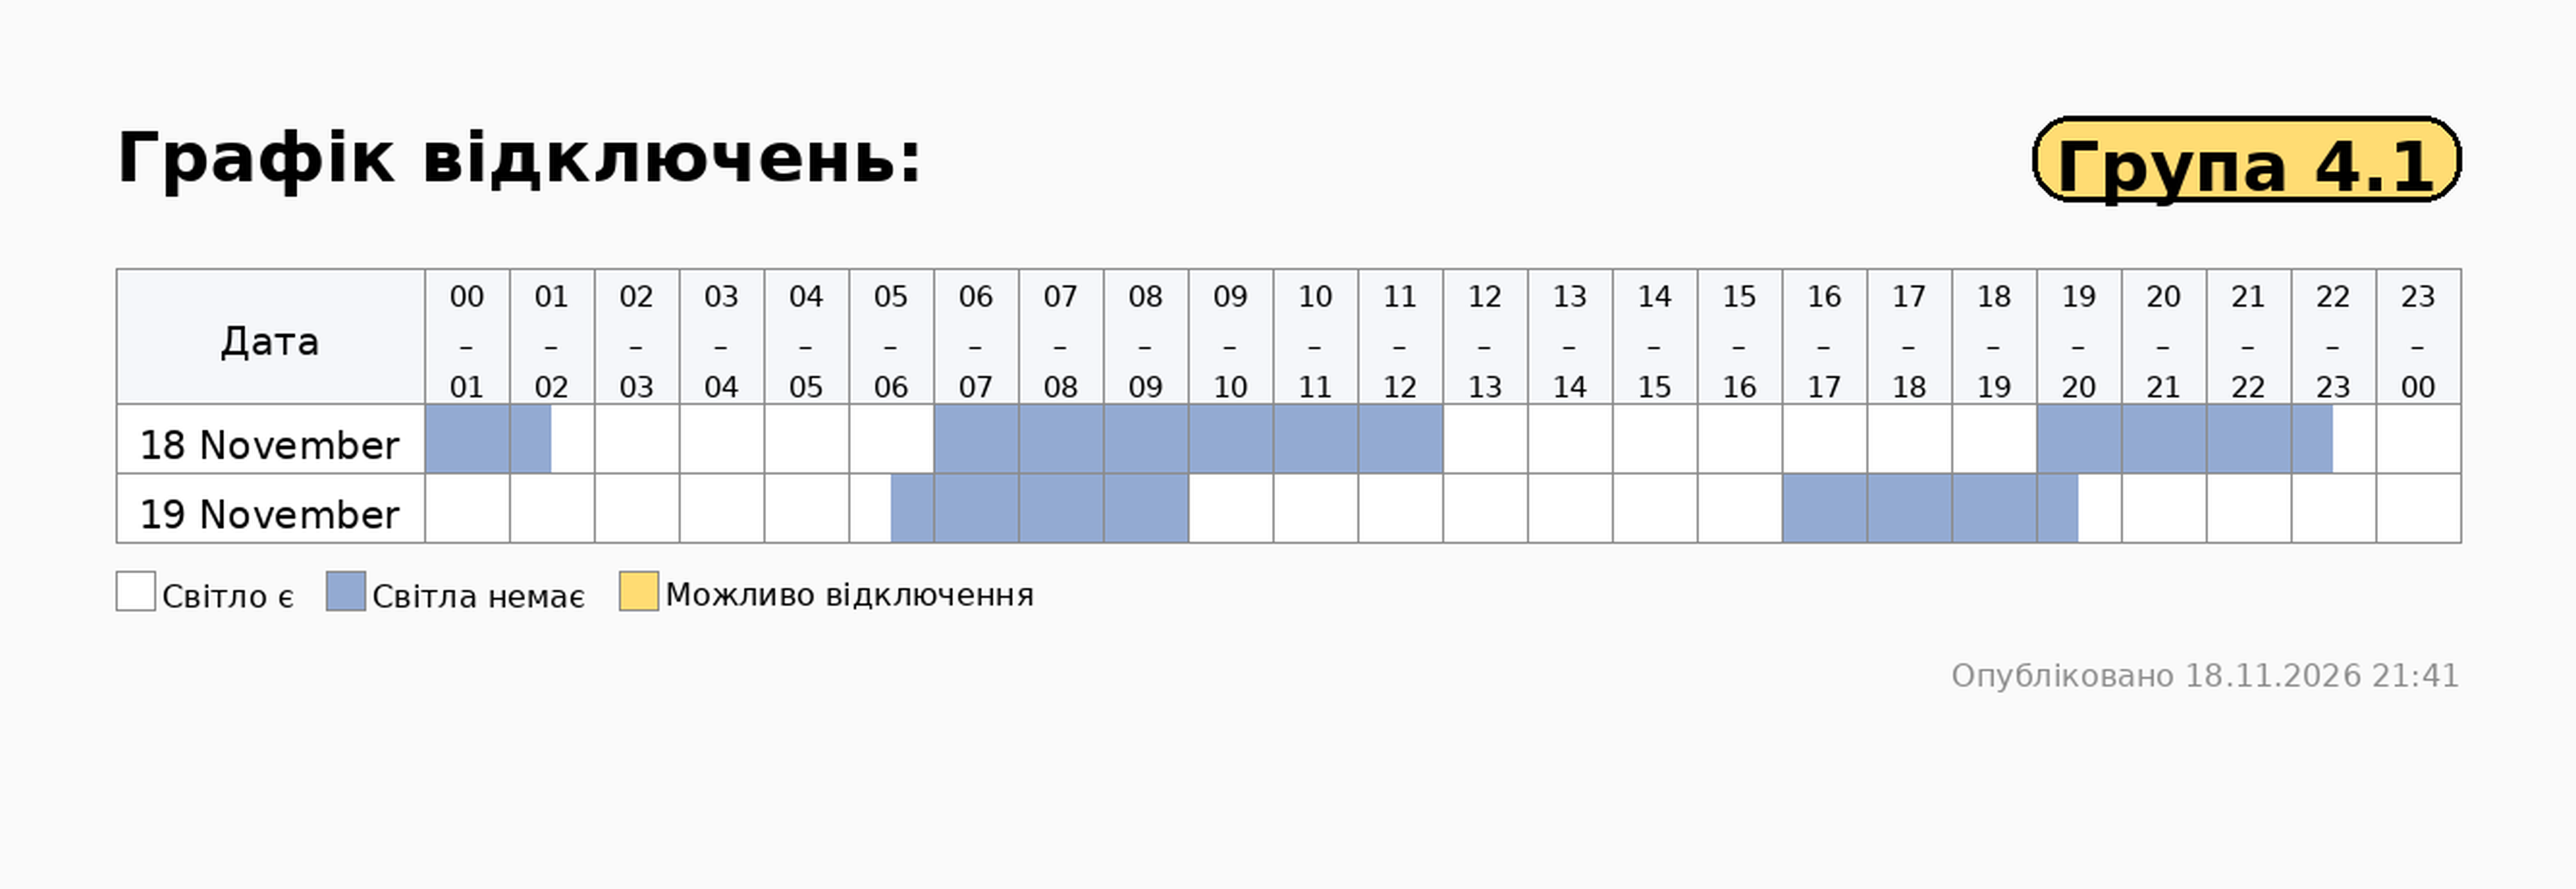 Графік відключень:
Група 4.1
Дата
00 – 01
01 – 02
02 – 03
03 – 04
04 – 05
05 – 06
06 – 07
07 – 08
08 – 09
09 – 10
10 – 11
11 – 12
12 – 13
13 – 14
14 – 15
15 – 16
16 – 17
17 – 18
18 – 19
19 – 20
20 – 21
21 – 22
22 – 23
23 – 00
18 November
19 November
Світло є
Світла немає
Можливо відключення
Опубліковано 18.11.2026 21:41